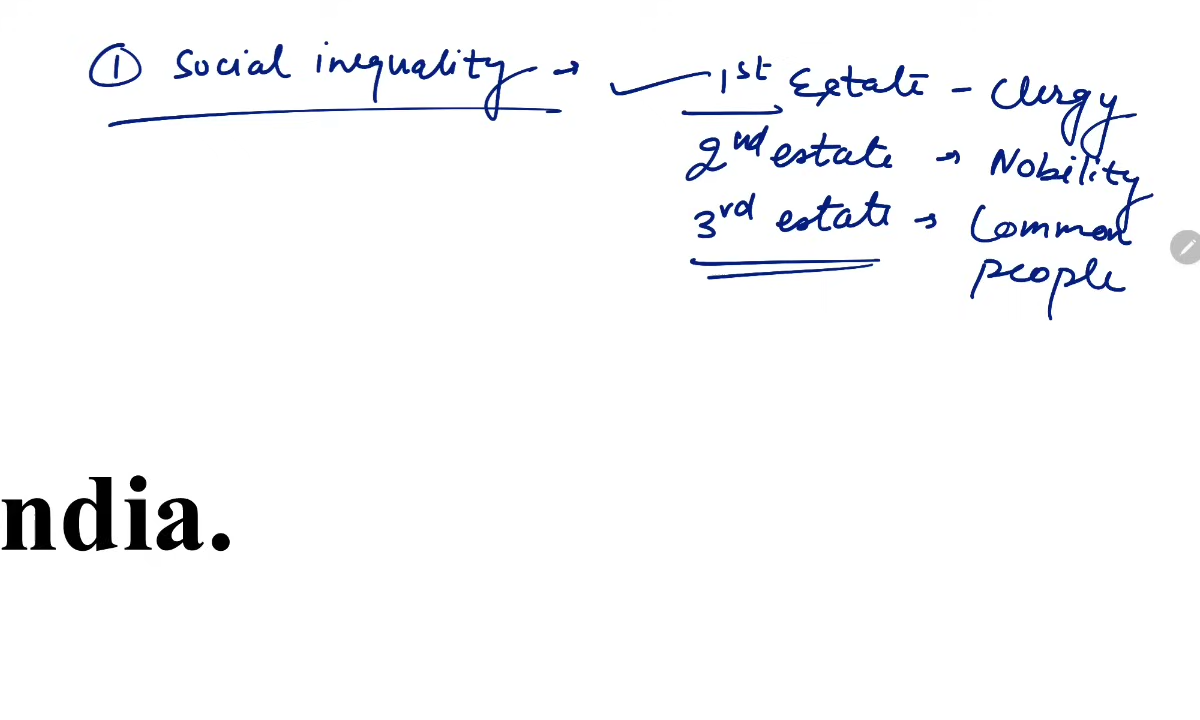 ① Social inequality → 1st Estate - Clergy
2nd estate → Nobility
3rd estate → Common
people
ndia.